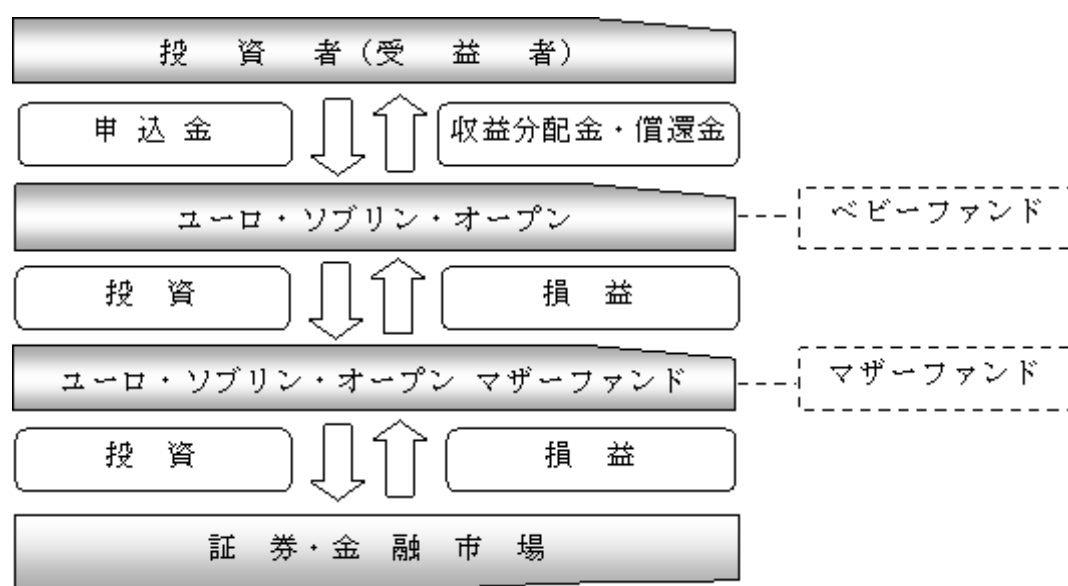 投資者(受益者)
申込金
収益分配金・償還金
ユーロ・ソブリン・オープン
ベビーファンド
投資
損益
ユーロ・ソブリン・オープン マザーファンド
マザーファンド
投資
損益
証券・金融市場